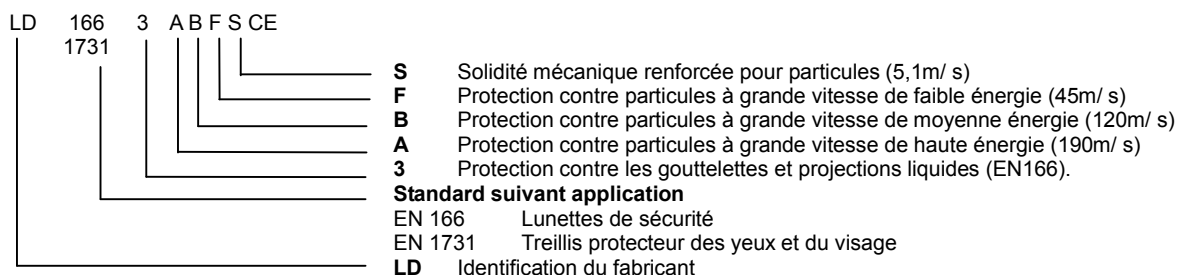 LD 166 3 A B F S CE
1731
S Solidité mécanique renforcée pour particules (5,1m/ s)
F Protection contre particules à grande vitesse de faible énergie (45m/ s)
B Protection contre particules à grande vitesse de moyenne énergie (120m/ s)
A Protection contre particules à grande vitesse de haute énergie (190m/ s)
3 Protection contre les gouttelettes et projections liquides (EN166).
Standard suivant application
EN 166 Lunettes de sécurité
EN 1731 Treillis protecteur des yeux et du visage
LD Identification du fabricant